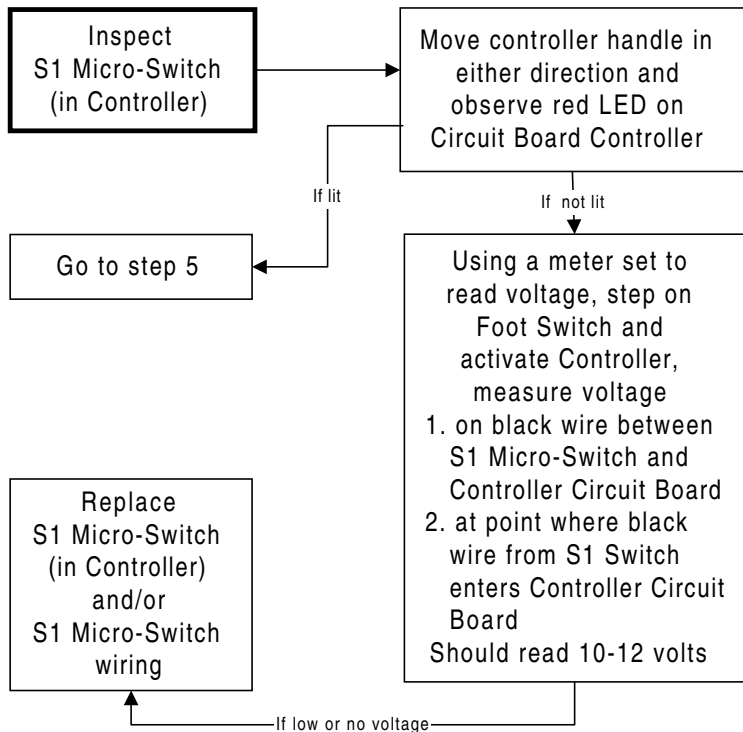 Inspect
S1 Micro-Switch
(in Controller)
Move controller handle in
either direction and
observe red LED on
Circuit Board Controller
If lit
If not lit
Go to step 5
Using a meter set to
read voltage, step on
Foot Switch and
activate Controller,
measure voltage
1. on black wire between
S1 Micro-Switch and
Controller Circuit Board
2. at point where black
wire from S1 Switch
enters Controller Circuit
Board
Should read 10-12 volts
Replace
S1 Micro-Switch
(in Controller)
and/or
S1 Micro-Switch
wiring
If low or no voltage